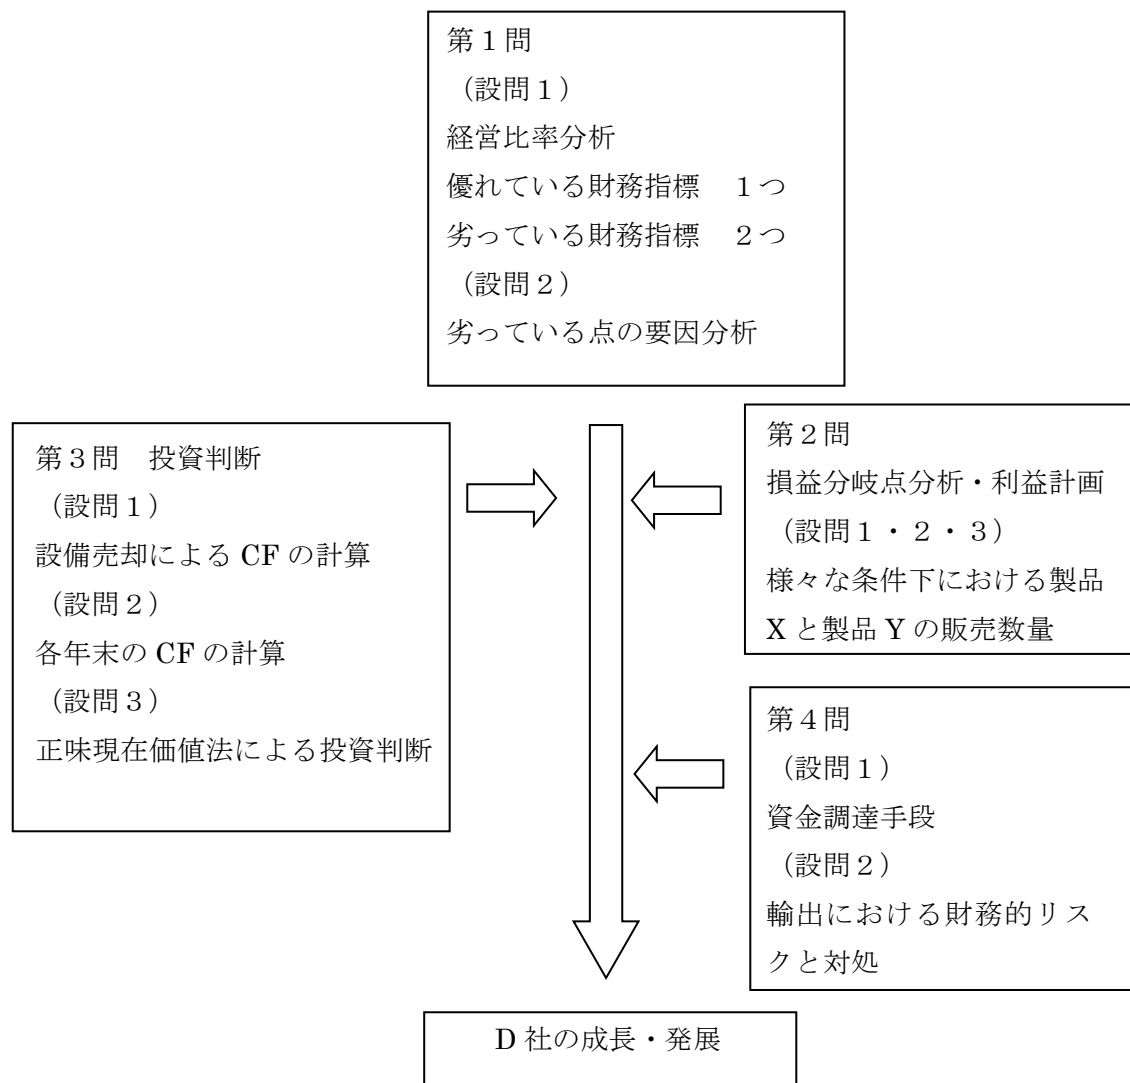 第１問
（設問１）
経営比率分析
優れている財務指標　１つ
劣っている財務指標　２つ
（設問２）
劣っている点の要因分析
第３問　投資判断
（設問１）
設備売却による CF の計算
（設問２）
各年末の CF の計算
（設問３）
正味現在価値法による投資判断
第２問
損益分岐点分析・利益計画
（設問１・２・３）
様々な条件下における製品
X と製品 Y の販売数量
第４問
（設問１）
資金調達手段
（設問２）
輸出における財務的リス
クと対処
D 社の成長・発展